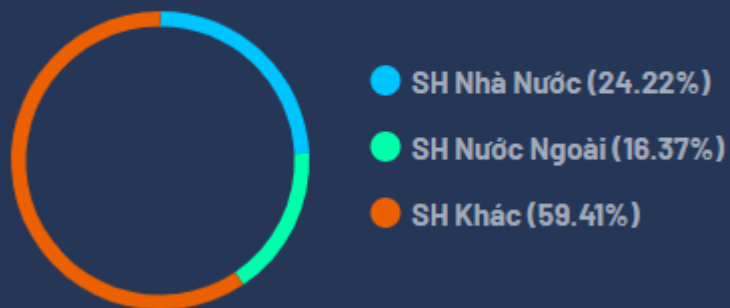 SH Nhà Nước (24.22%)
SH Nước Ngoài (16.37%)
SH Khác (59.41%)